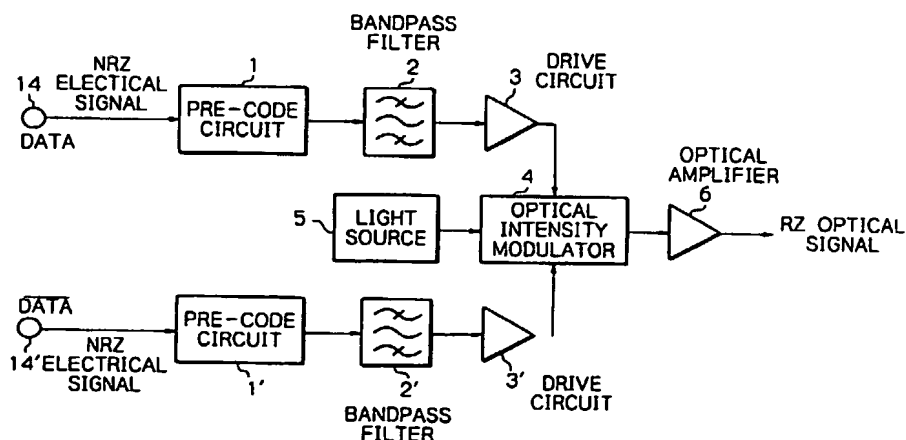 BANDPASS
FILTER
2
DRIVE
CIRCUIT
3
1
14
NRZ
ELECTICAL
SIGNAL
DATA
PRE-CODE
CIRCUIT
4
OPTICAL
AMPLIFIER
6
5
LIGHT
SOURCE
OPTICAL
INTENSITY
MODULATOR
RZ OPTICAL
SIGNAL
DATA
14'
NRZ
ELECTRICAL
SIGNAL
PRE-CODE
CIRCUIT
1'
2'
BANDPASS
FILTER
3'
DRIVE
CIRCUIT